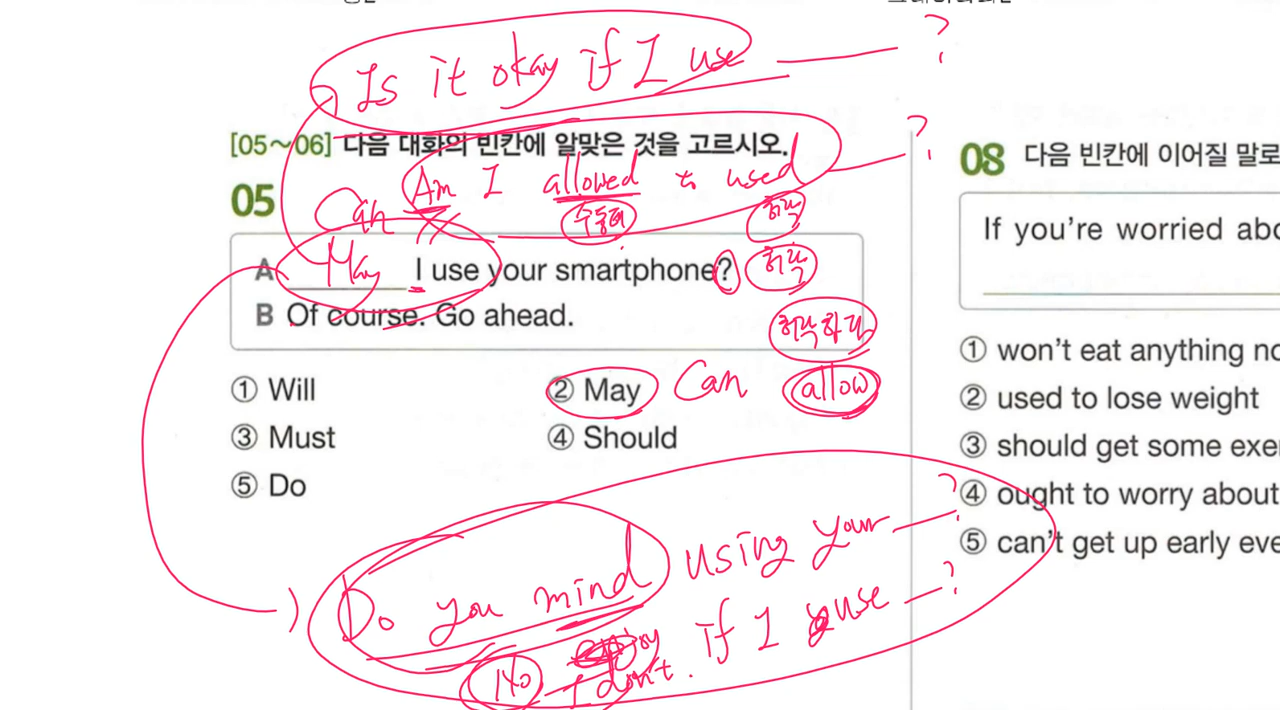 Is it okay if I use ?
[05~06] 다음 대화의 빈칸에 알맞은 것을 고르시오.
Can Am I allowed to used ?
05
수동태 허락
A May I use your smartphone? 허락
B Of course. Go ahead.
허락하다
① Will ② May Can allow
③ Must ④ Should
⑤ Do
Do you mind using your ?
if I use ?
No I don't.
08 다음 빈칸에 이어질 말로
If you're worried abo
① won't eat anything
② used to lose weight
③ should get some exer
④ ought to worry about
⑤ can't get up early eve